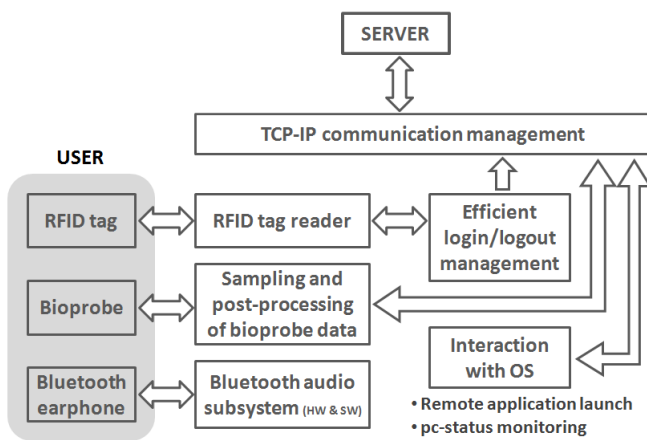 SERVER
TCP-IP communication management
USER
RFID tag
RFID tag reader
Efficient
login/logout
management
Bioprobe
Sampling and
post-processing
of bioprobe data
Interaction
with OS
Bluetooth
earphone
Bluetooth audio
subsystem (HW & SW)
• Remote application launch
• pc-status monitoring